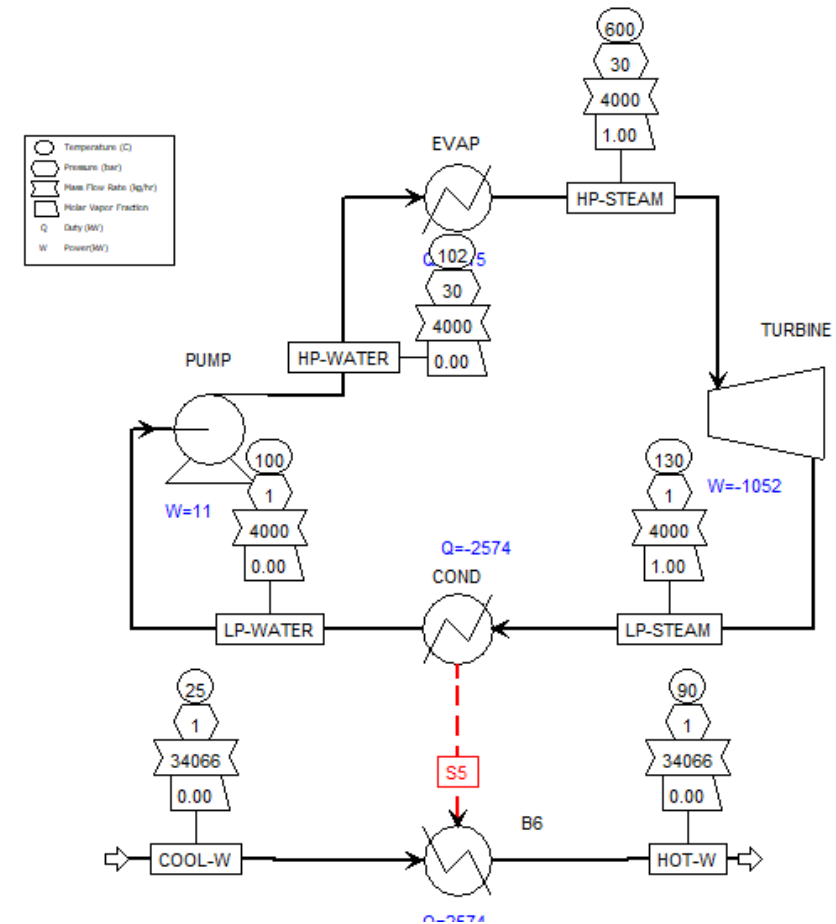 600
30
4000
1.00
EVAP
HP-STEAM
Temperature (C)
Pressure (bar)
Mass Flow Rate (kg/hr)
Molar Vapor Fraction
Q Duty (kW)
W Power(kW)
102
30
4000
0.00
HP-WATER
PUMP
TURBINE
100
1
4000
0.00
W=11
130
1
4000
1.00
W=-1052
Q=-2574
COND
LP-WATER
LP-STEAM
25
1
34066
0.00
90
1
34066
0.00
S5
B6
COOL-W
HOT-W
Q=2574